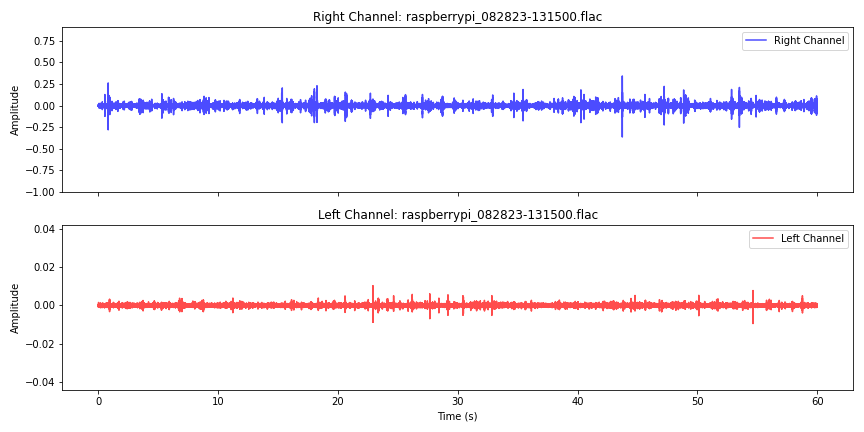 Right Channel: raspberrypi_082823-131500.flac
Right Channel
0.75
0.50
0.25
0.00
−0.25
−0.50
−0.75
−1.00
Amplitude
Left Channel: raspberrypi_082823-131500.flac
Left Channel
0.04
0.02
0.00
−0.02
−0.04
Amplitude
0 10 20 30 40 50 60
Time (s)